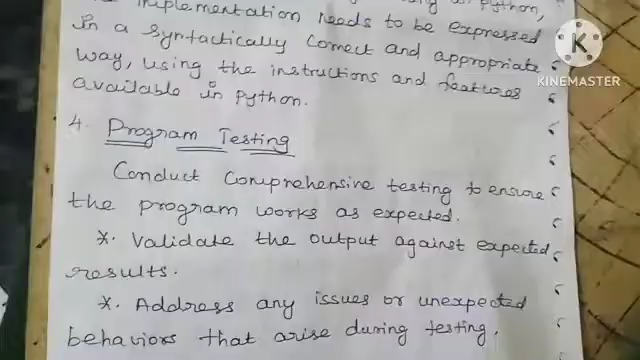 Python,
implementation needs to be expressed
in a syntactically correct and appropriate
way, using the instructions and features
available in Python.
4. Program Testing
Conduct comprehensive testing to ensure
the program works as expected.
*. Validate the output against expected
results.
*. Address any issues or unexpected
behaviors that arise during testing.
K
KINEMASTER